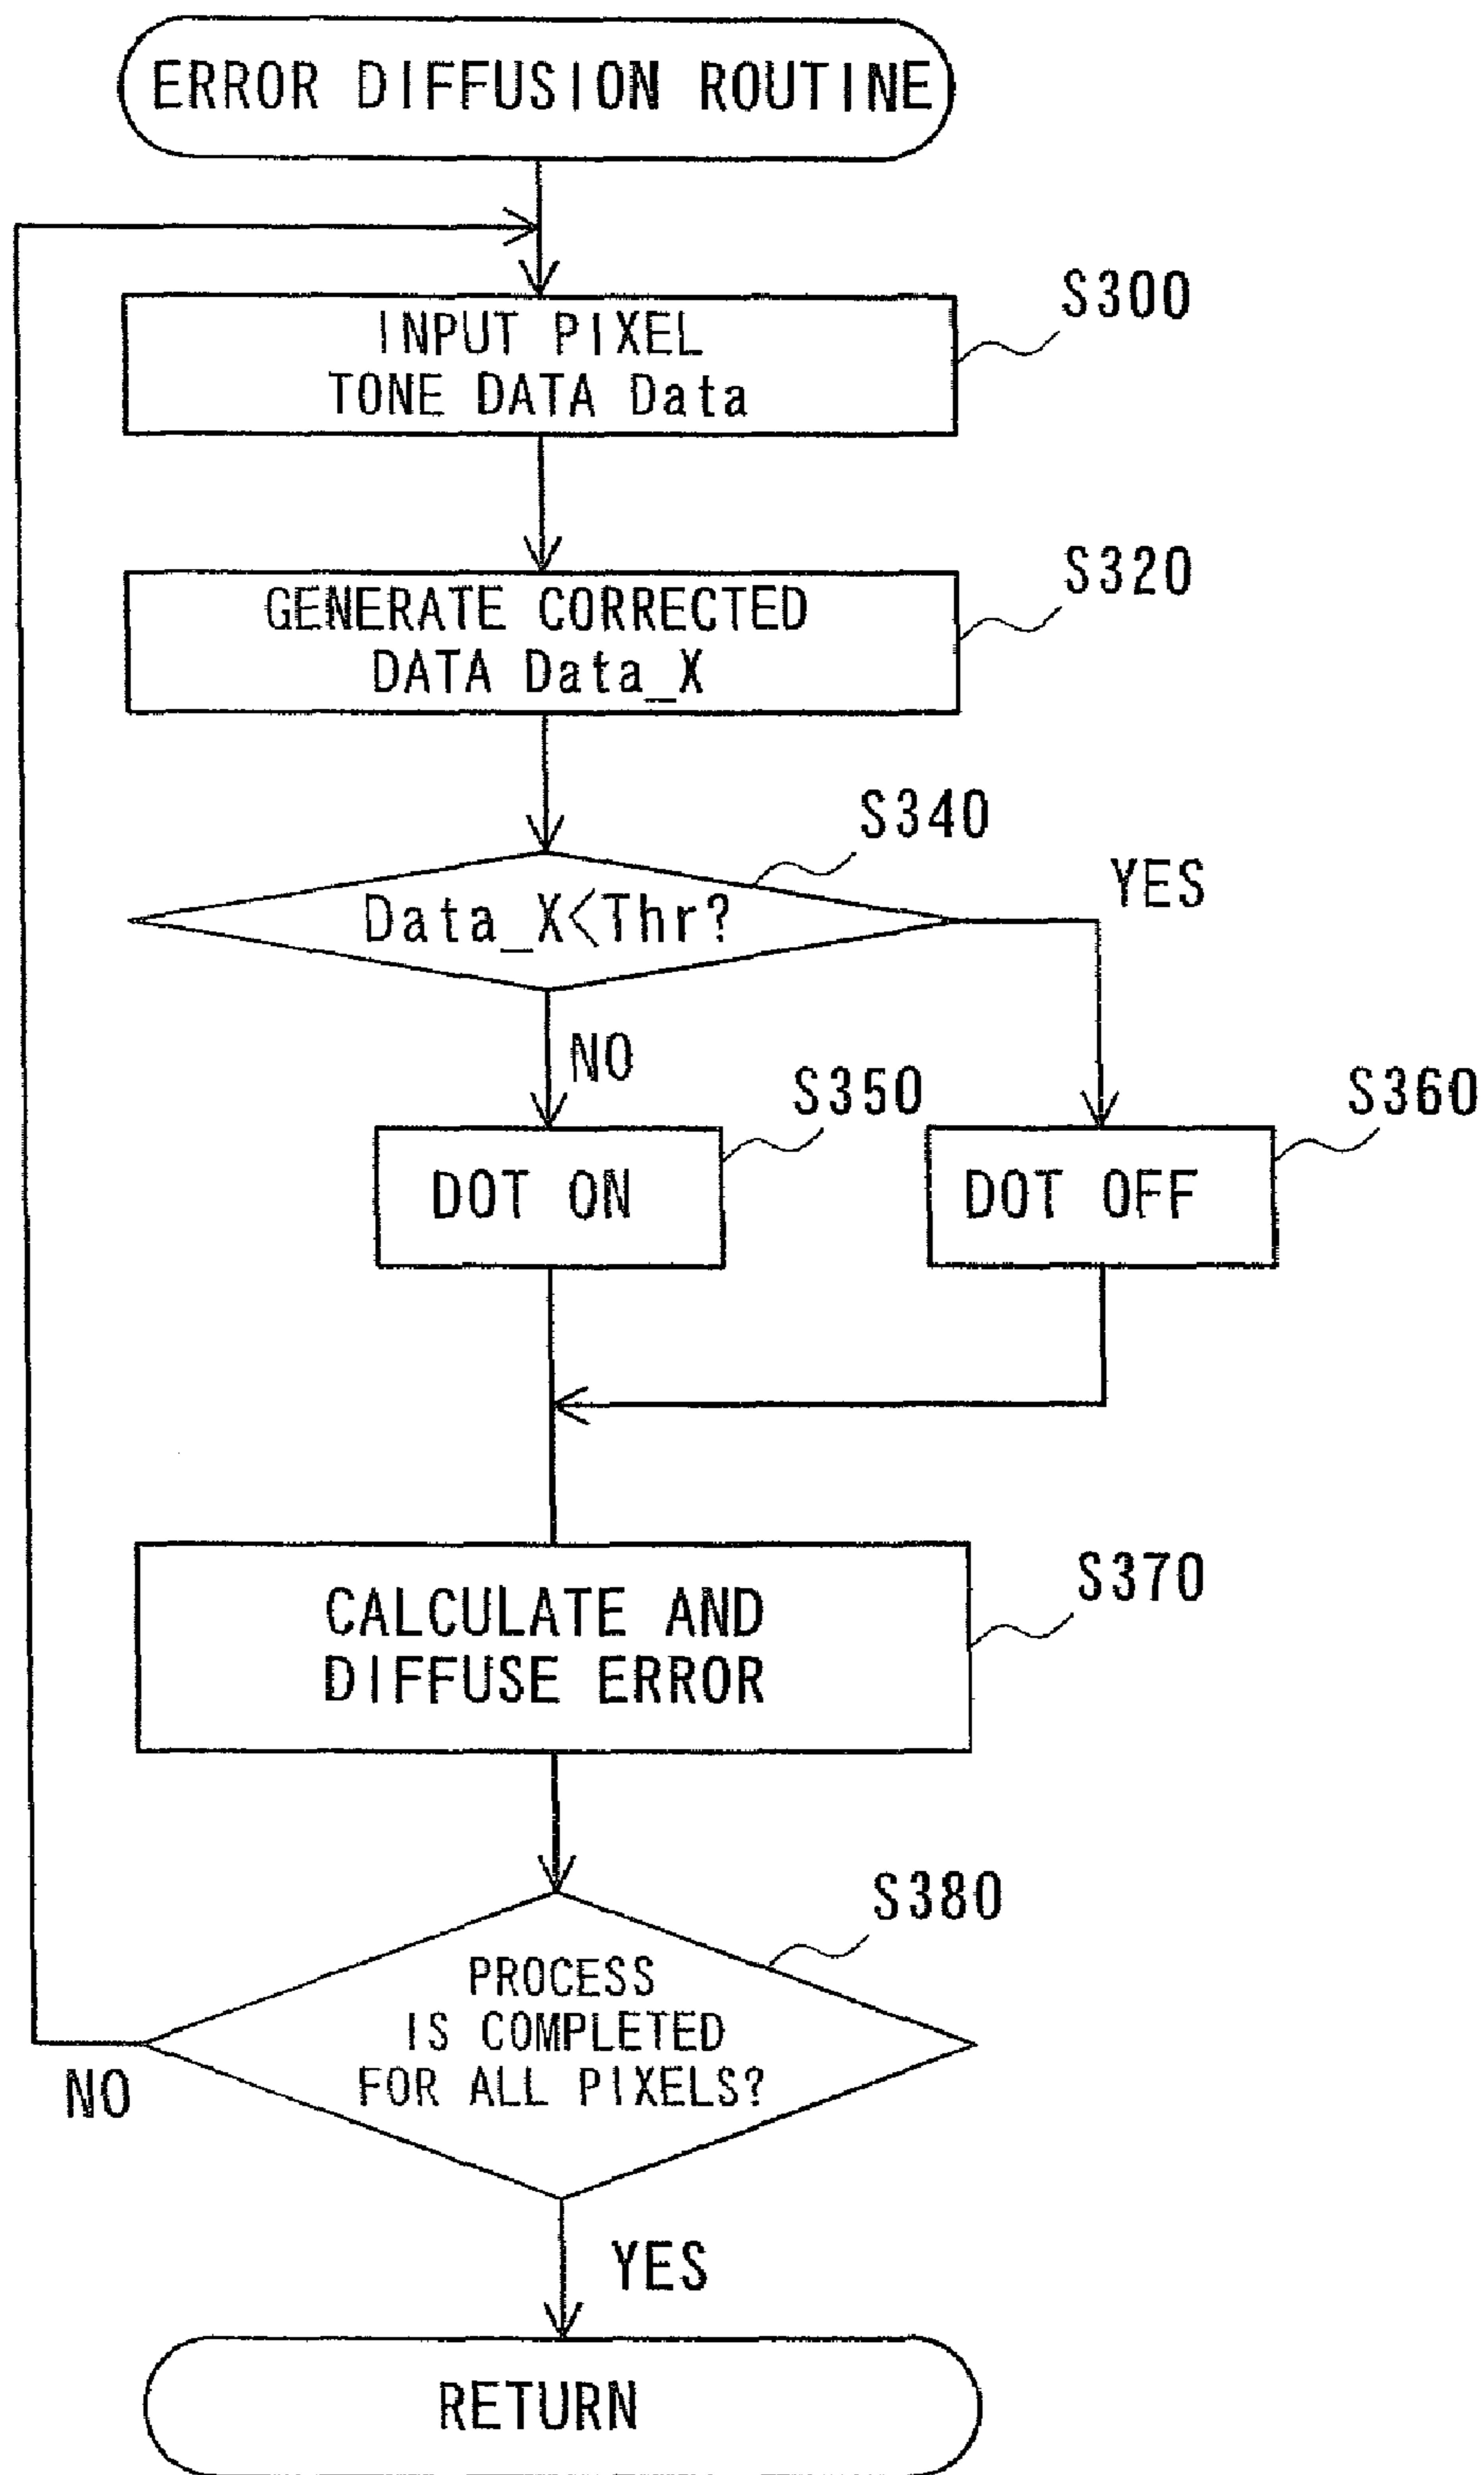 ERROR DIFFUSION ROUTINE
S300
INPUT PIXEL
TONE DATA Data
S320
GENERATE CORRECTED
DATA Data_X
S340
YES
Data_X<Thr?
NO
S350
S360
DOT ON
DOT OFF
S370
CALCULATE AND
DIFFUSE ERROR
S380
PROCESS
IS COMPLETED
FOR ALL PIXELS?
NO
YES
RETURN